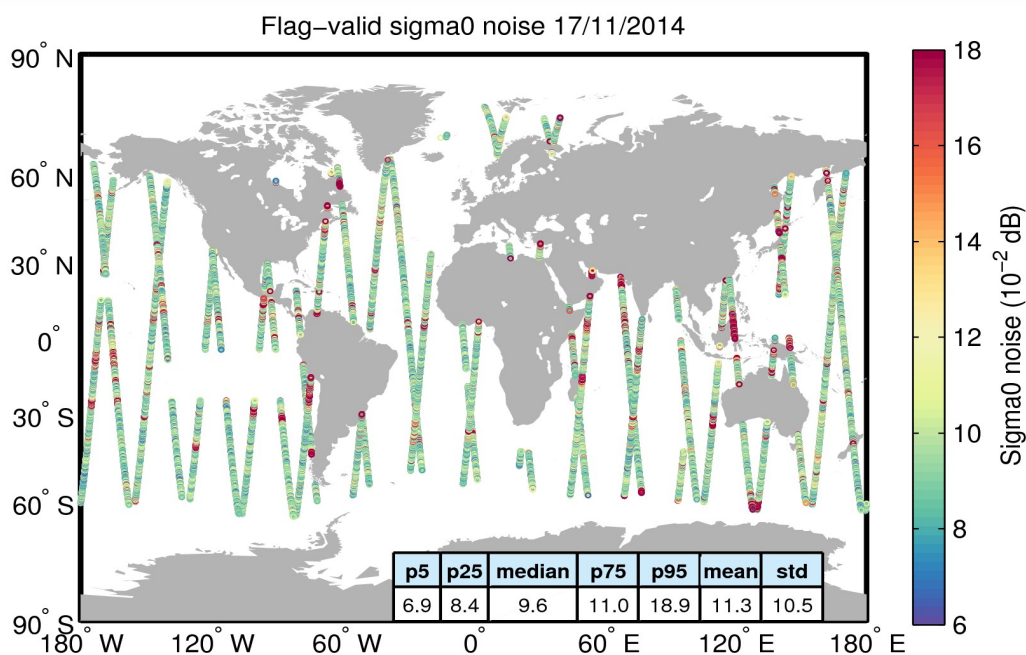 Flag−valid sigma0 noise 17/11/2014
90° N
60° N
30° N
0°
30° S
60° S
90° S
180° W
120° W
60° W
0°
60° E
120° E
180° E
p5 p25 median p75 p95 mean std
6.9 8.4 9.6 11.0 18.9 11.3 10.5
18
16
14
12
10
8
6
Sigma0 noise (10⁻² dB)